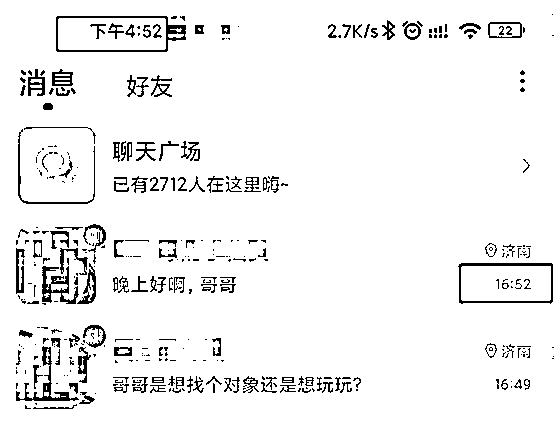 下午4:52 2.7K/s 22
消息 好友
聊天广场
已有2712人在这里嗨~
济南
晚上好啊，哥哥 16:52
济南
哥哥是想找个对象还是想玩玩? 16:49